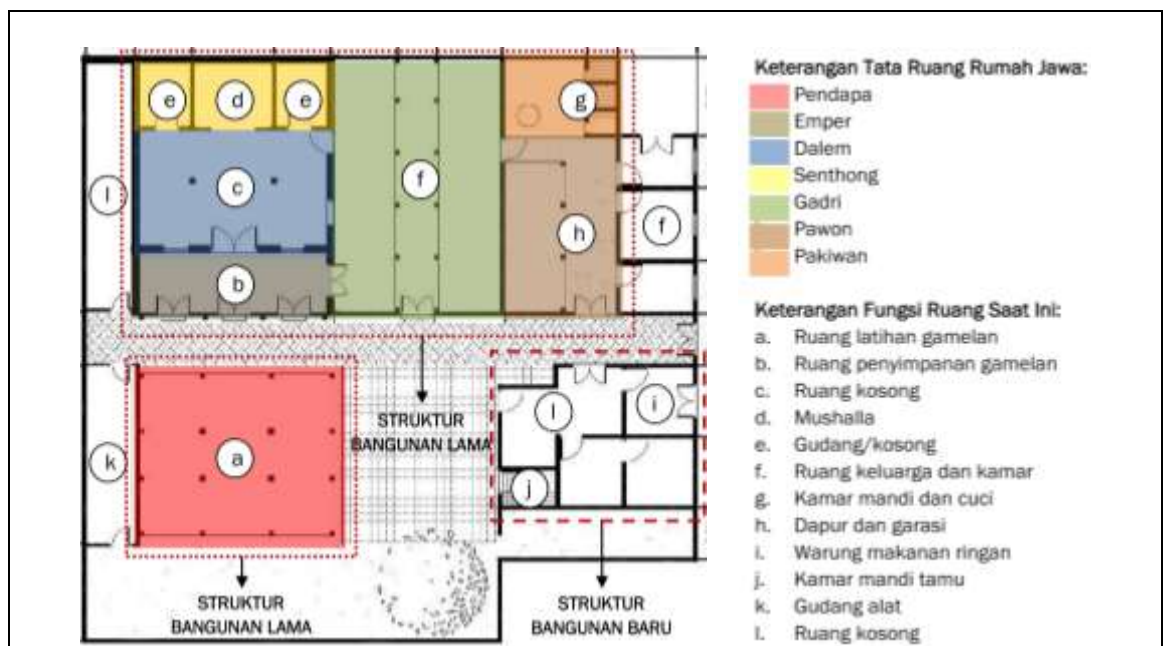 e
d
e
g
l
c
f
f
h
b
STRUKTUR
BANGUNAN LAMA
l
i
k
a
j
STRUKTUR
BANGUNAN LAMA
STRUKTUR
BANGUNAN BARU
Keterangan Tata Ruang Rumah Jawa:
Pendapa
Emper
Dalem
Senthong
Gadri
Pawon
Pakiwan
Keterangan Fungsi Ruang Saat Ini:
a. Ruang latihan gamelan
b. Ruang penyimpanan gamelan
c. Ruang kosong
d. Mushalla
e. Gudang/kosong
f. Ruang keluarga dan kamar
g. Kamar mandi dan cuci
h. Dapur dan garasi
i. Warung makanan ringan
j. Kamar mandi tamu
k. Gudang alat
l. Ruang kosong